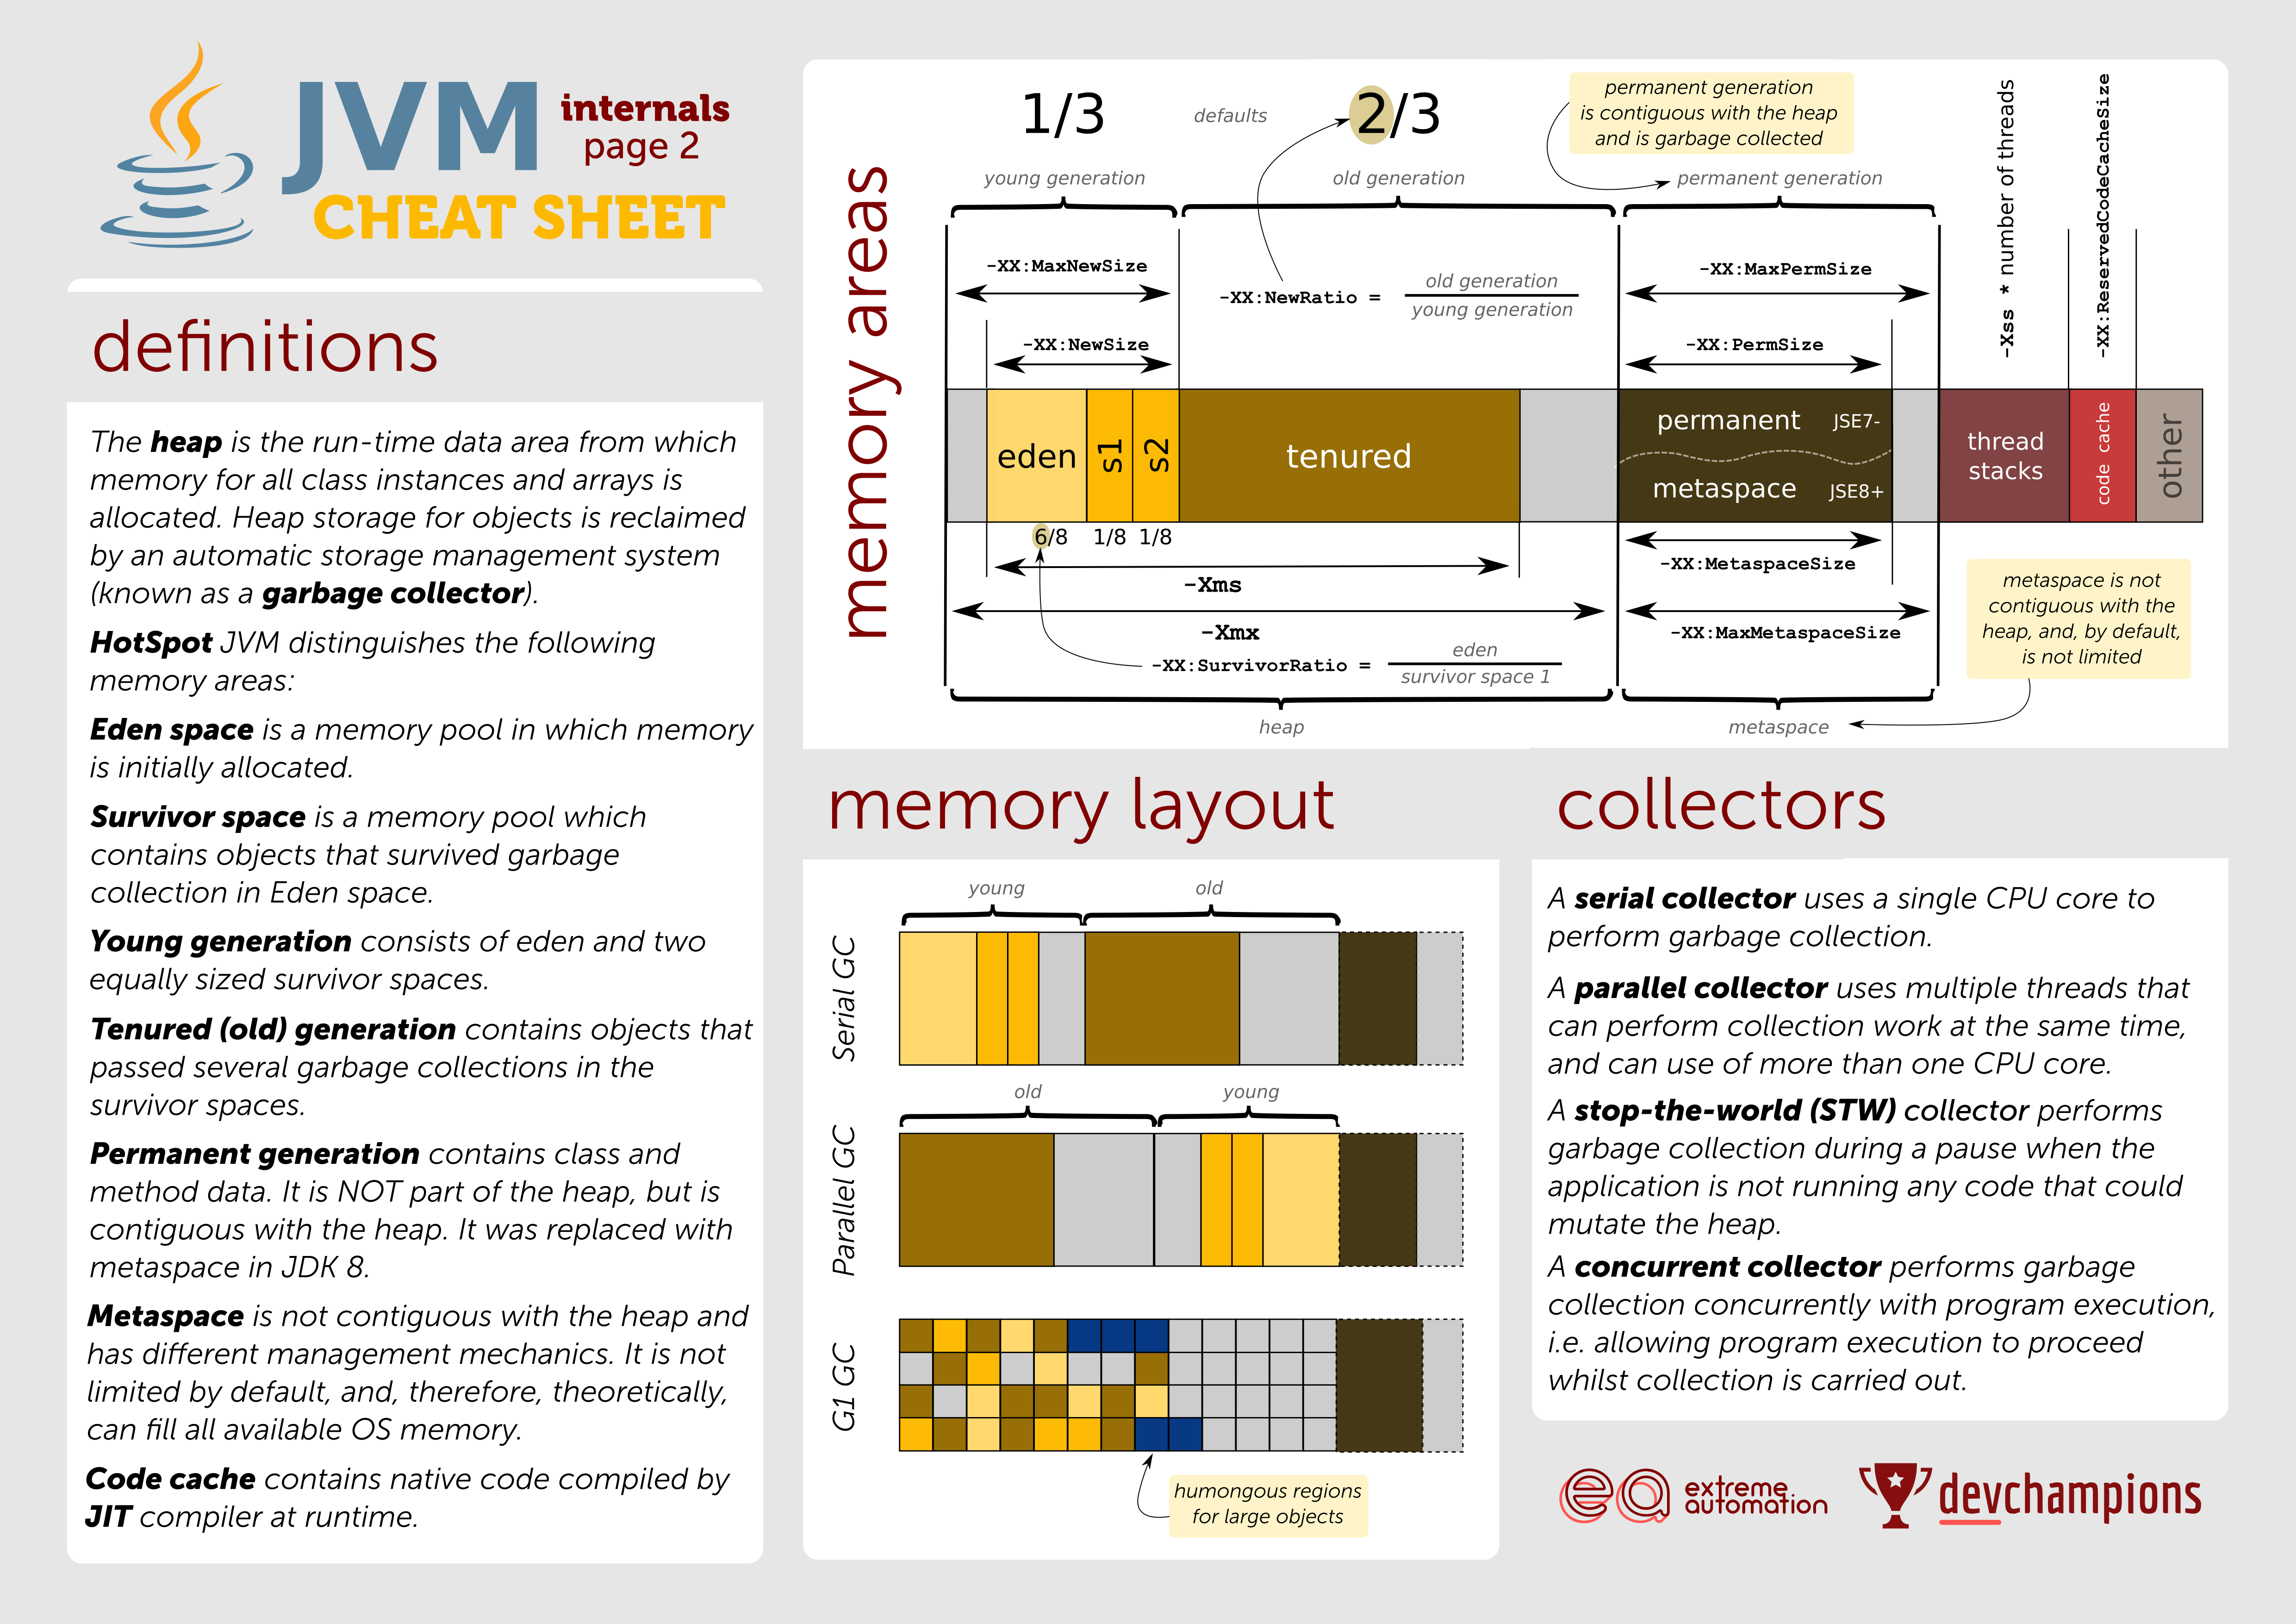 JVM
internals
page 2
CHEAT SHEET
definitions
The heap is the run-time data area from which
memory for all class instances and arrays is
allocated. Heap storage for objects is reclaimed
by an automatic storage management system
(known as a garbage collector).
HotSpot JVM distinguishes the following
memory areas:
Eden space is a memory pool in which memory
is initially allocated.
Survivor space is a memory pool which
contains objects that survived garbage
collection in Eden space.
Young generation consists of eden and two
equally sized survivor spaces.
Tenured (old) generation contains objects that
passed several garbage collections in the
survivor spaces.
Permanent generation contains class and
method data. It is NOT part of the heap, but is
contiguous with the heap. It was replaced with
metaspace in JDK 8.
Metaspace is not contiguous with the heap and
has different management mechanics. It is not
limited by default, and, therefore, theoretically,
can fill all available OS memory.
Code cache contains native code compiled by
JIT compiler at runtime.
memory areas
1/3
defaults
2/3
permanent generation
is contiguous with the heap
and is garbage collected
young generation
old generation
permanent generation
-Xss * number of threads
-XX:ReservedCodeCacheSize
-XX:MaxNewSize
-XX:NewRatio =
old generation
young generation
-XX:MaxPermSize
-XX:NewSize
-XX:PermSize
eden
s1
s2
tenured
permanent JSE7-
metaspace JSE8+
thread
stacks
code cache
other
6/8
1/8
1/8
-Xms
-Xmx
-XX:SurvivorRatio =
eden
survivor space 1
-XX:MetaspaceSize
-XX:MaxMetaspaceSize
metaspace is not
contiguous with the
heap, and, by default,
is not limited
heap
metaspace
memory layout
young
old
Serial GC
old
young
Parallel GC
G1 GC
humongous regions
for large objects
collectors
A serial collector uses a single CPU core to
perform garbage collection.
A parallel collector uses multiple threads that
can perform collection work at the same time,
and can use of more than one CPU core.
A stop-the-world (STW) collector performs
garbage collection during a pause when the
application is not running any code that could
mutate the heap.
A concurrent collector performs garbage
collection concurrently with program execution,
i.e. allowing program execution to proceed
whilst collection is carried out.
ea
extreme
automation
devchampions